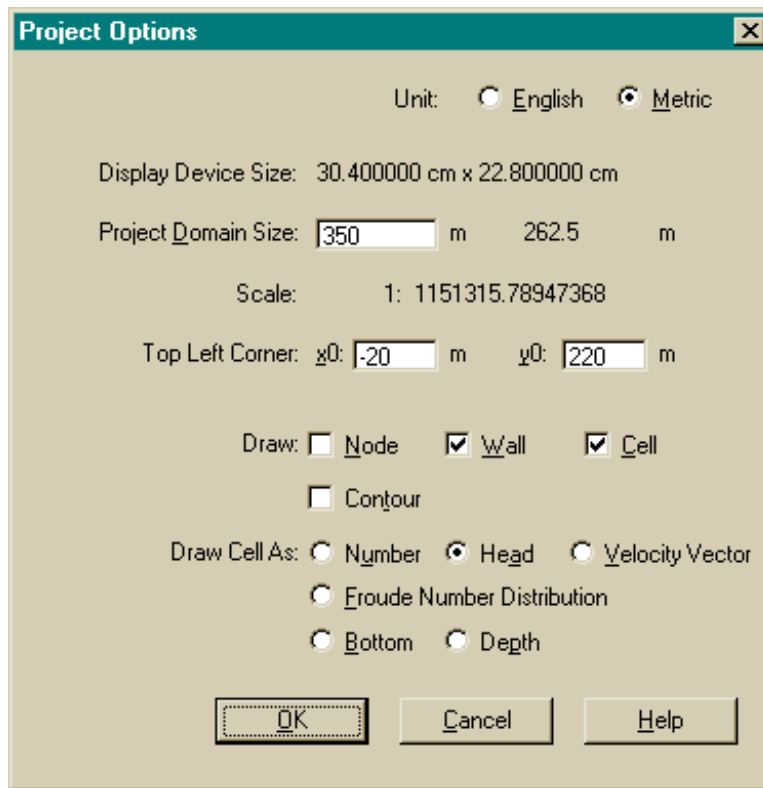 Project Options
Unit: English Metric
Display Device Size: 30.400000 cm x 22.800000 cm
Project Domain Size: 350 m 262.5 m
Scale: 1: 1151315.78947368
Top Left Corner: x0: -20 m y0: 220 m
Draw: Node Wall Cell
Contour
Draw Cell As: Number Head Velocity Vector
Froude Number Distribution
Bottom Depth
OK Cancel Help